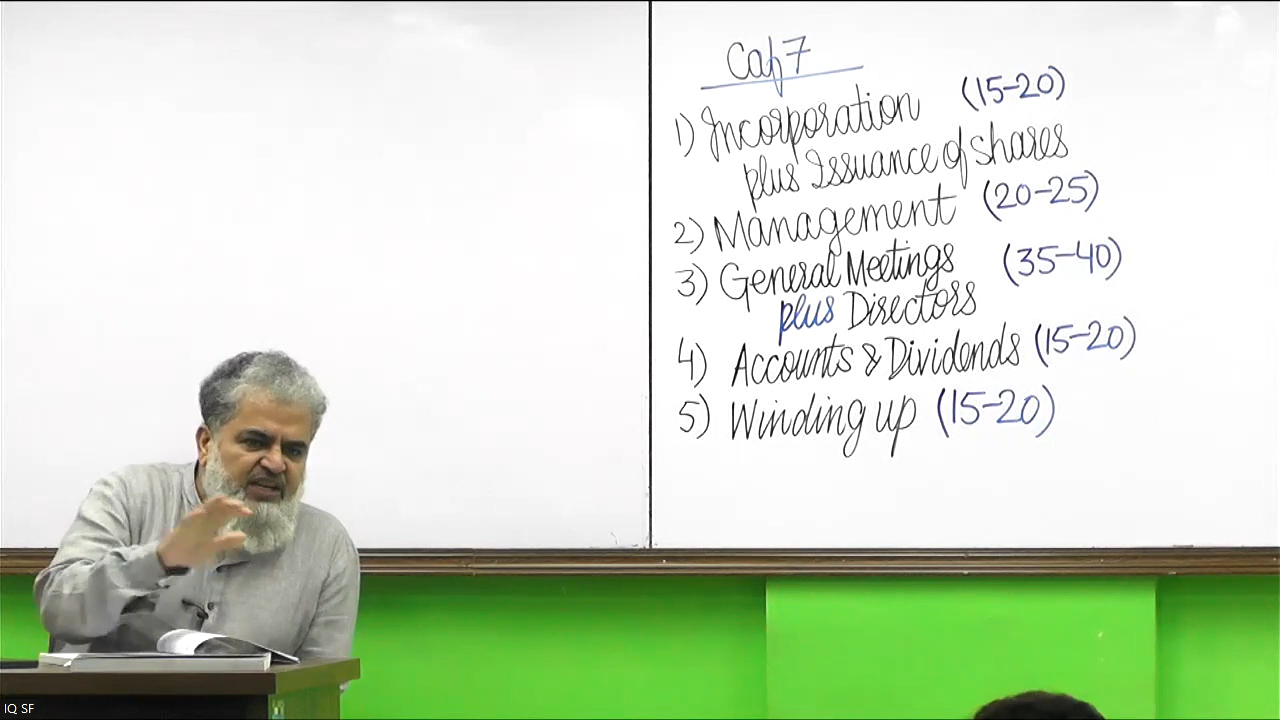 Caf 7
1) Incorporation (15-20)
plus Issuance of shares
2) Management (20-25)
3) General Meetings (35-40)
plus Directors
4) Accounts & Dividends (15-20)
5) Winding up (15-20)
IQ SF